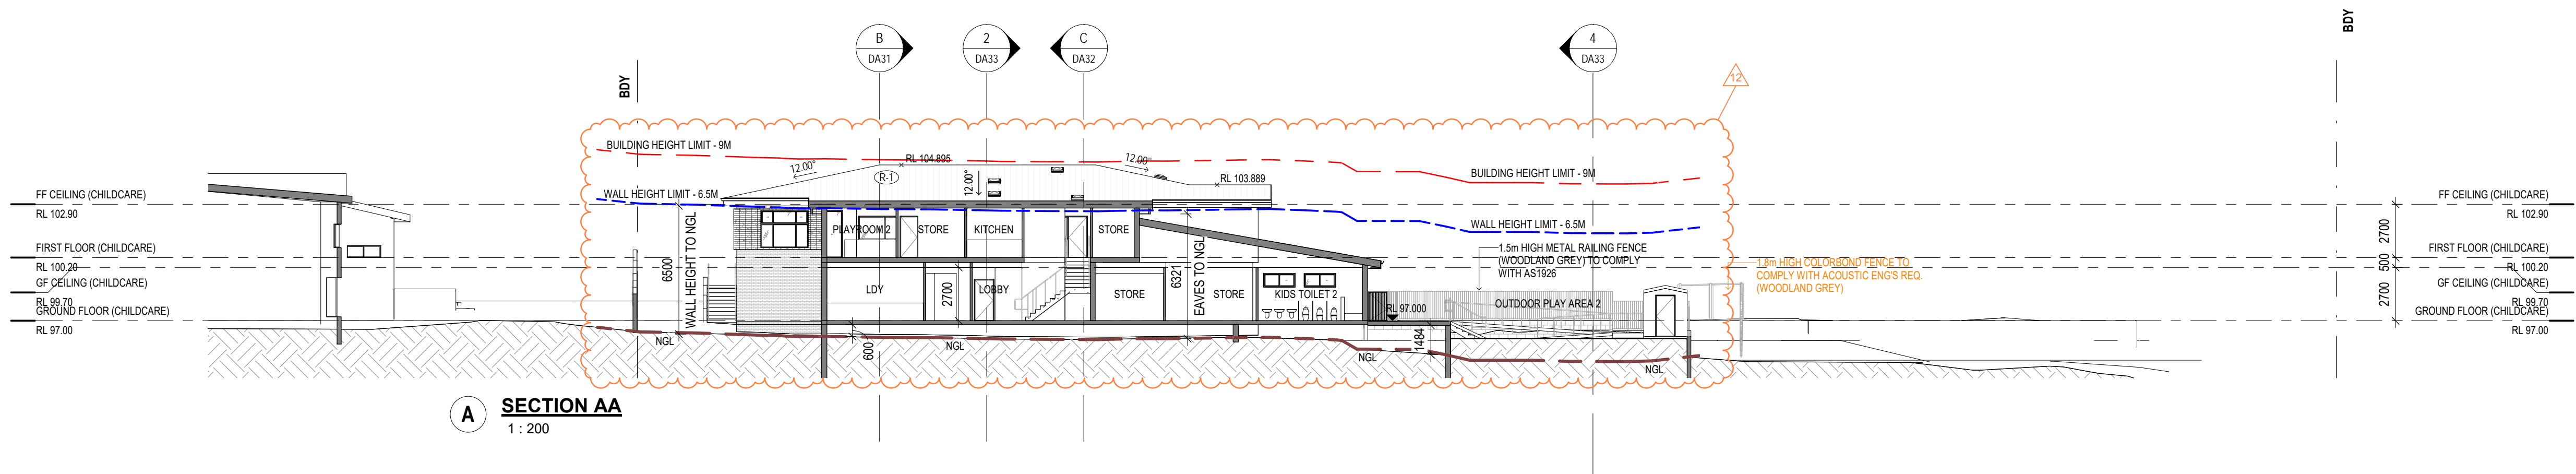 B
DA31
2
DA33
C
DA32
4
DA33
BDY
BDY
12
BUILDING HEIGHT LIMIT - 9M
12.00°
RL 104.895
12.00°
R-1
12.00°
RL 103.889
BUILDING HEIGHT LIMIT - 9M
WALL HEIGHT LIMIT - 6.5M
WALL HEIGHT LIMIT - 6.5M
FF CEILING (CHILDCARE)
RL 102.90
FIRST FLOOR (CHILDCARE)
RL 100.20
GF CEILING (CHILDCARE)
RL 99.70
GROUND FLOOR (CHILDCARE)
RL 97.00
6500
WALL HEIGHT TO NGL
PLAYROOM 2
STORE
KITCHEN
STORE
LDY
2700
LOBBY
STORE
STORE
KIDS TOILET 2
6321
EAVES TO NGL
1.5m HIGH METAL RAILING FENCE
(WOODLAND GREY) TO COMPLY
WITH AS1926
1.8m HIGH COLORBOND FENCE TO
COMPLY WITH ACOUSTIC ENG'S REQ.
(WOODLAND GREY)
OUTDOOR PLAY AREA 2
RL 97.000
600
1484
NGL
NGL
NGL
NGL
FF CEILING (CHILDCARE)
RL 102.90
FIRST FLOOR (CHILDCARE)
RL 100.20
GF CEILING (CHILDCARE)
RL 99.70
GROUND FLOOR (CHILDCARE)
RL 97.00
2700
500
2700
A
SECTION AA
1 : 200